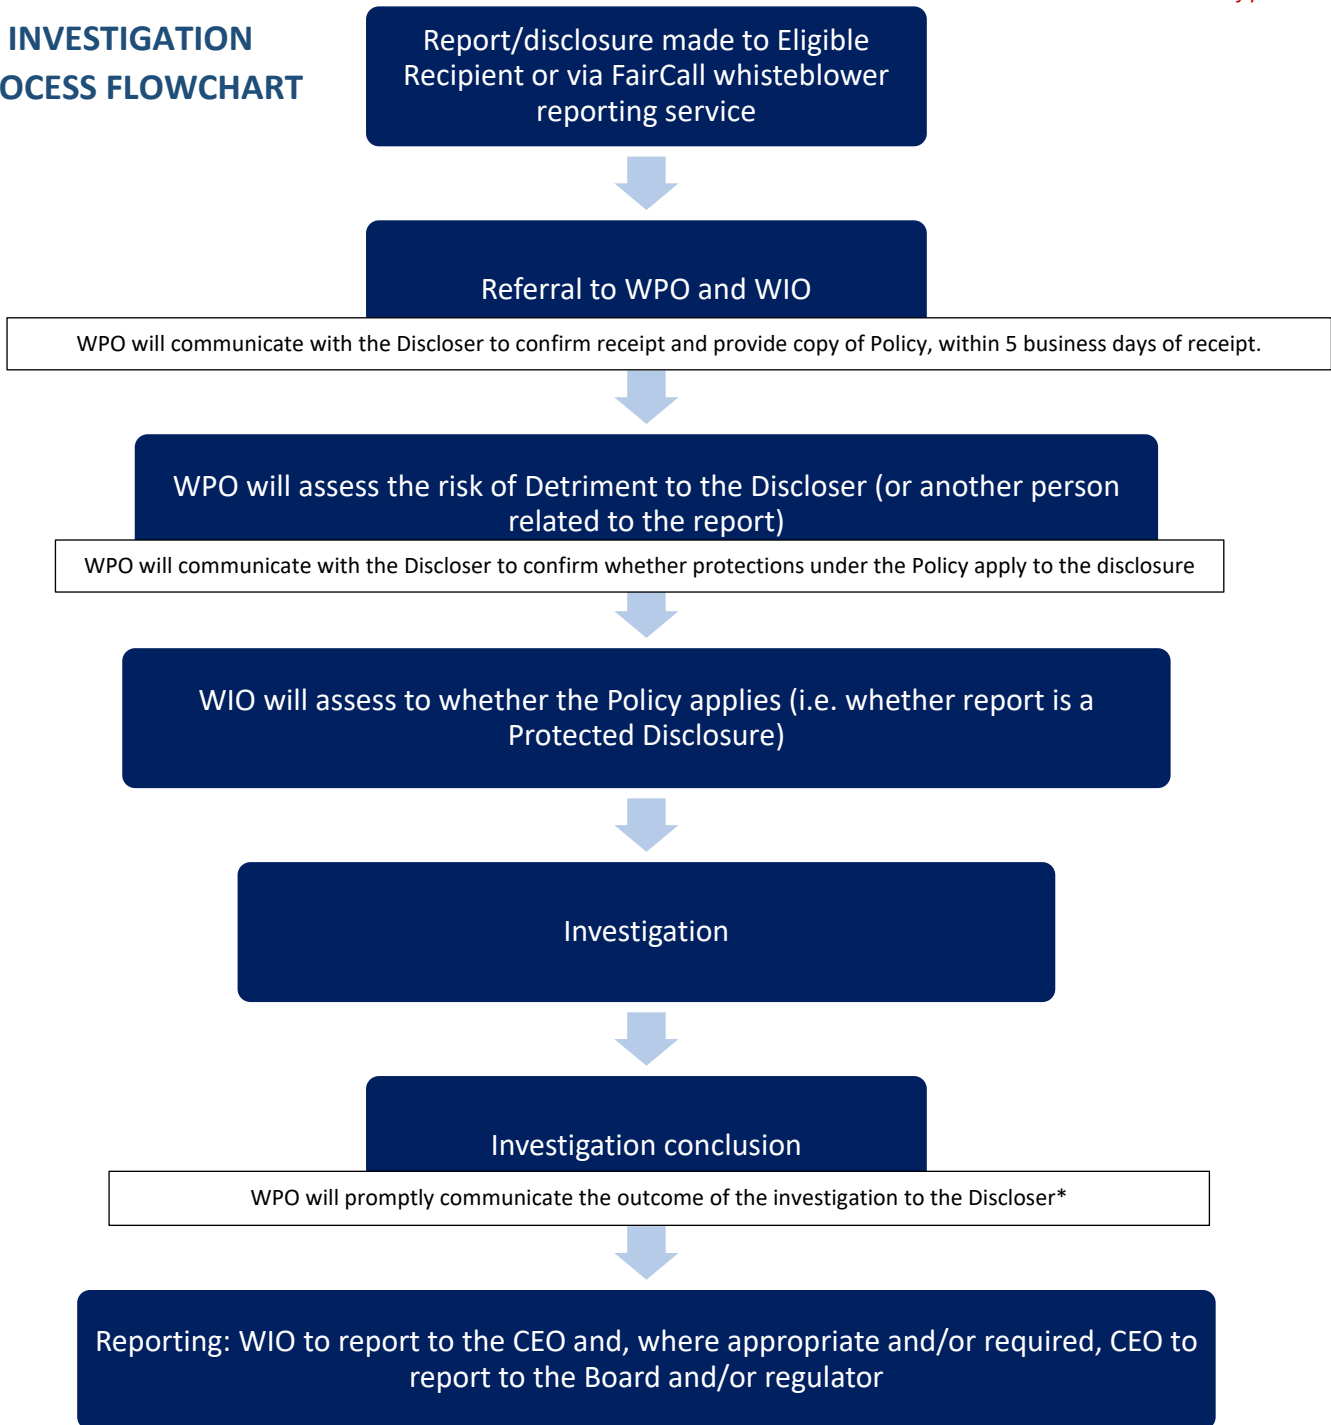 INVESTIGATION
OCESS FLOWCHART
Report/disclosure made to Eligible
Recipient or via FairCall whisteblower
reporting service
Referral to WPO and WIO
WPO will communicate with the Discloser to confirm receipt and provide copy of Policy, within 5 business days of receipt.
WPO will assess the risk of Detriment to the Discloser (or another person
related to the report)
WPO will communicate with the Discloser to confirm whether protections under the Policy apply to the disclosure
WIO will assess to whether the Policy applies (i.e. whether report is a
Protected Disclosure)
Investigation
Investigation conclusion
WPO will promptly communicate the outcome of the investigation to the Discloser*
Reporting: WIO to report to the CEO and, where appropriate and/or required, CEO to
report to the Board and/or regulator